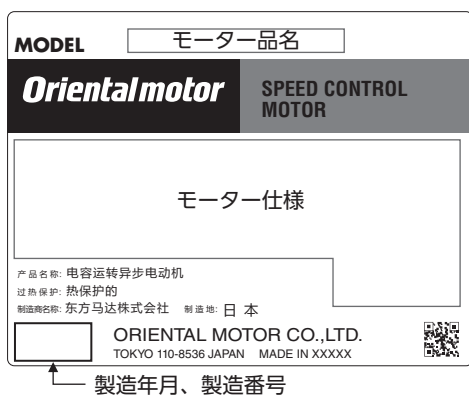 MODEL モーター品名
Orientalmotor SPEED CONTROL
MOTOR
モーター仕様
产品名称: 电容运转异步电动机
过热保护: 热保护的
制造商名称: 东方马达株式会社 制造地: 日 本
ORIENTAL MOTOR CO.,LTD.
TOKYO 110-8536 JAPAN MADE IN XXXXX
製造年月、製造番号